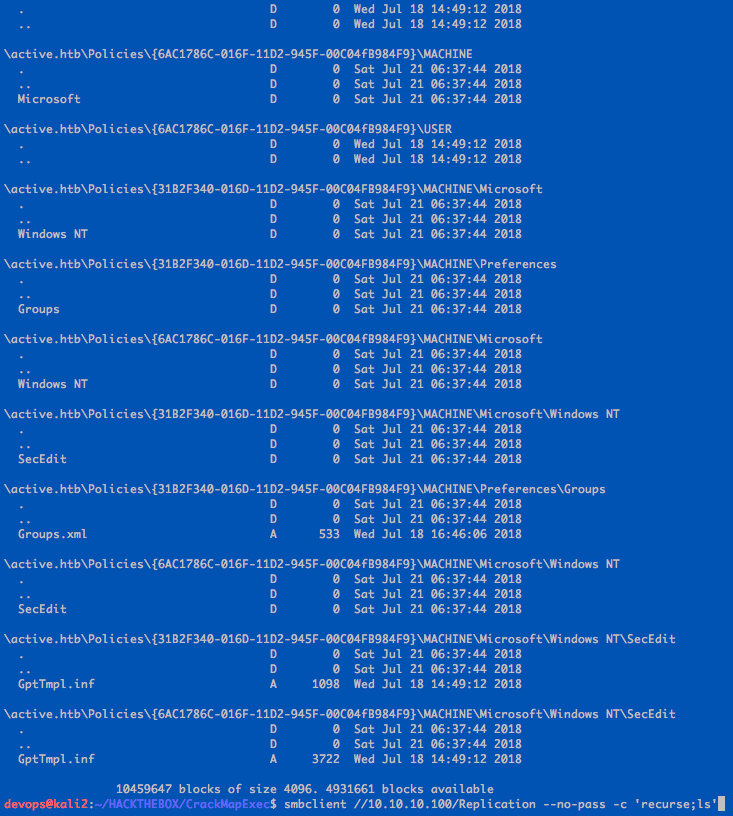 . D 0 Wed Jul 18 14:49:12 2018
.. D 0 Wed Jul 18 14:49:12 2018
\active.htb\Policies\{6AC1786C-016F-11D2-945F-00C04fB984F9}\MACHINE
. D 0 Sat Jul 21 06:37:44 2018
.. D 0 Sat Jul 21 06:37:44 2018
Microsoft D 0 Sat Jul 21 06:37:44 2018
\active.htb\Policies\{6AC1786C-016F-11D2-945F-00C04fB984F9}\USER
. D 0 Wed Jul 18 14:49:12 2018
.. D 0 Wed Jul 18 14:49:12 2018
\active.htb\Policies\{31B2F340-016D-11D2-945F-00C04FB984F9}\MACHINE\Microsoft
. D 0 Sat Jul 21 06:37:44 2018
.. D 0 Sat Jul 21 06:37:44 2018
Windows NT D 0 Sat Jul 21 06:37:44 2018
\active.htb\Policies\{31B2F340-016D-11D2-945F-00C04FB984F9}\MACHINE\Preferences
. D 0 Sat Jul 21 06:37:44 2018
.. D 0 Sat Jul 21 06:37:44 2018
Groups D 0 Sat Jul 21 06:37:44 2018
\active.htb\Policies\{6AC1786C-016F-11D2-945F-00C04fB984F9}\MACHINE\Microsoft
. D 0 Sat Jul 21 06:37:44 2018
.. D 0 Sat Jul 21 06:37:44 2018
Windows NT D 0 Sat Jul 21 06:37:44 2018
\active.htb\Policies\{31B2F340-016D-11D2-945F-00C04FB984F9}\MACHINE\Microsoft\Windows NT
. D 0 Sat Jul 21 06:37:44 2018
.. D 0 Sat Jul 21 06:37:44 2018
SecEdit D 0 Sat Jul 21 06:37:44 2018
\active.htb\Policies\{31B2F340-016D-11D2-945F-00C04FB984F9}\MACHINE\Preferences\Groups
. D 0 Sat Jul 21 06:37:44 2018
.. D 0 Sat Jul 21 06:37:44 2018
Groups.xml A 533 Wed Jul 18 16:46:06 2018
\active.htb\Policies\{6AC1786C-016F-11D2-945F-00C04fB984F9}\MACHINE\Microsoft\Windows NT
. D 0 Sat Jul 21 06:37:44 2018
.. D 0 Sat Jul 21 06:37:44 2018
SecEdit D 0 Sat Jul 21 06:37:44 2018
\active.htb\Policies\{31B2F340-016D-11D2-945F-00C04FB984F9}\MACHINE\Microsoft\Windows NT\SecEdit
. D 0 Sat Jul 21 06:37:44 2018
.. D 0 Sat Jul 21 06:37:44 2018
GptTmpl.inf A 1098 Wed Jul 18 14:49:12 2018
\active.htb\Policies\{6AC1786C-016F-11D2-945F-00C04fB984F9}\MACHINE\Microsoft\Windows NT\SecEdit
. D 0 Sat Jul 21 06:37:44 2018
.. D 0 Sat Jul 21 06:37:44 2018
GptTmpl.inf A 3722 Wed Jul 18 14:49:12 2018
10459647 blocks of size 4096. 4931661 blocks available
devops@kali2:~/HACKTHEBOX/CrackMapExec$ smbclient //10.10.10.100/Replication --no-pass -c 'recurse;ls'